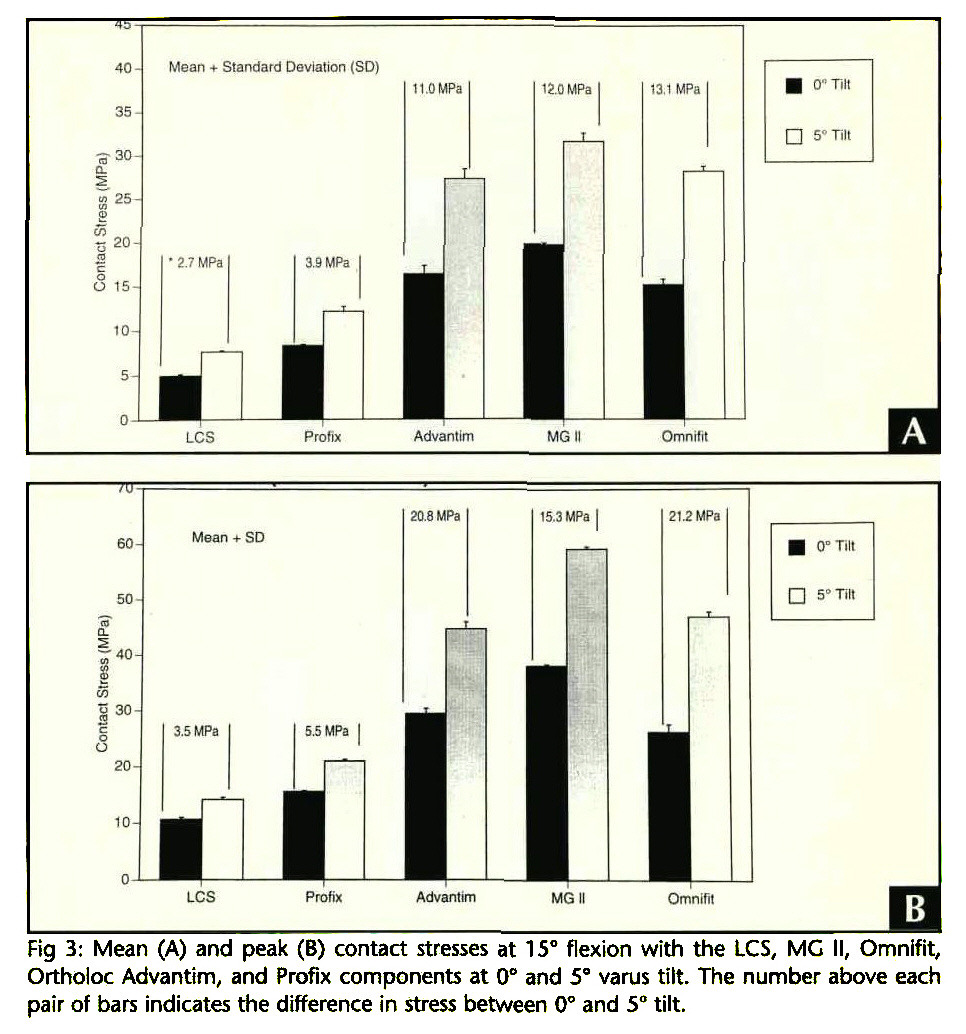 45
40
Mean + Standard Deviation (SD)
11.0 MPa
12.0 MPa
13.1 MPa
0° Tilt
5° Tilt
35
30
25
20
15
10
5
0
Contact Stress (MPa)
* 2.7 MPa
3.9 MPa
LCS
Profix
Advantim
MG II
Omnifit
A
70
60
50
40
30
20
10
0
Mean + SD
20.8 MPa
15.3 MPa
21.2 MPa
0° Tilt
5° Tilt
Contact Stress (MPa)
3.5 MPa
5.5 MPa
LCS
Profix
Advantim
MG II
Omnifit
B
Fig 3: Mean (A) and peak (B) contact stresses at 15° flexion with the LCS, MG II, Omnifit,
Ortholoc Advantim, and Profix components at 0° and 5° varus tilt. The number above each
pair of bars indicates the difference in stress between 0° and 5° tilt.